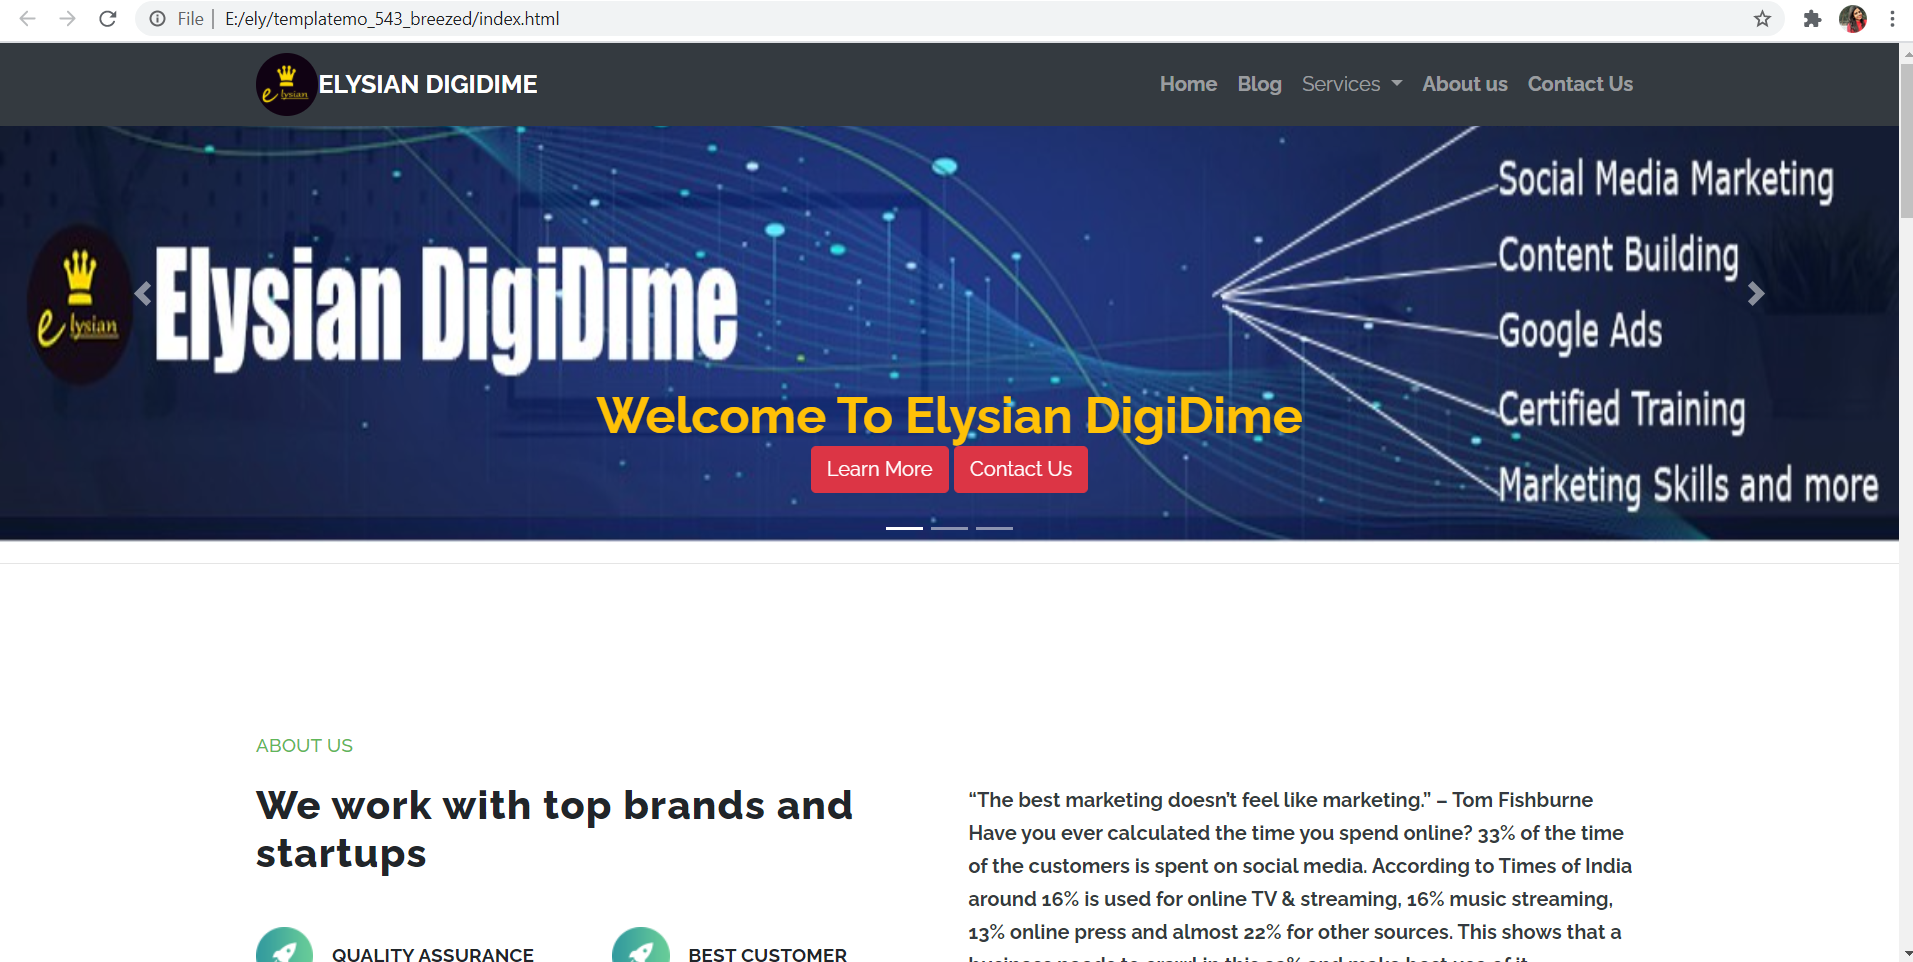 File | E:/ely/templatemo_543_breezed/index.html
e lysian
ELYSIAN DIGIDIME
Home Blog Services About us Contact Us
Social Media Marketing
Content Building
e lysian
Elysian DigiDime
Google Ads
Certified Training
Welcome To Elysian DigiDime
Learn More Contact Us
Marketing Skills and more
ABOUT US
We work with top brands and
startups
“The best marketing doesn’t feel like marketing.” – Tom Fishburne
Have you ever calculated the time you spend online? 33% of the time
of the customers is spent on social media. According to Times of India
around 16% is used for online TV & streaming, 16% music streaming,
13% online press and almost 22% for other sources. This shows that a
QUALITY ASSURANCE
BEST CUSTOMER